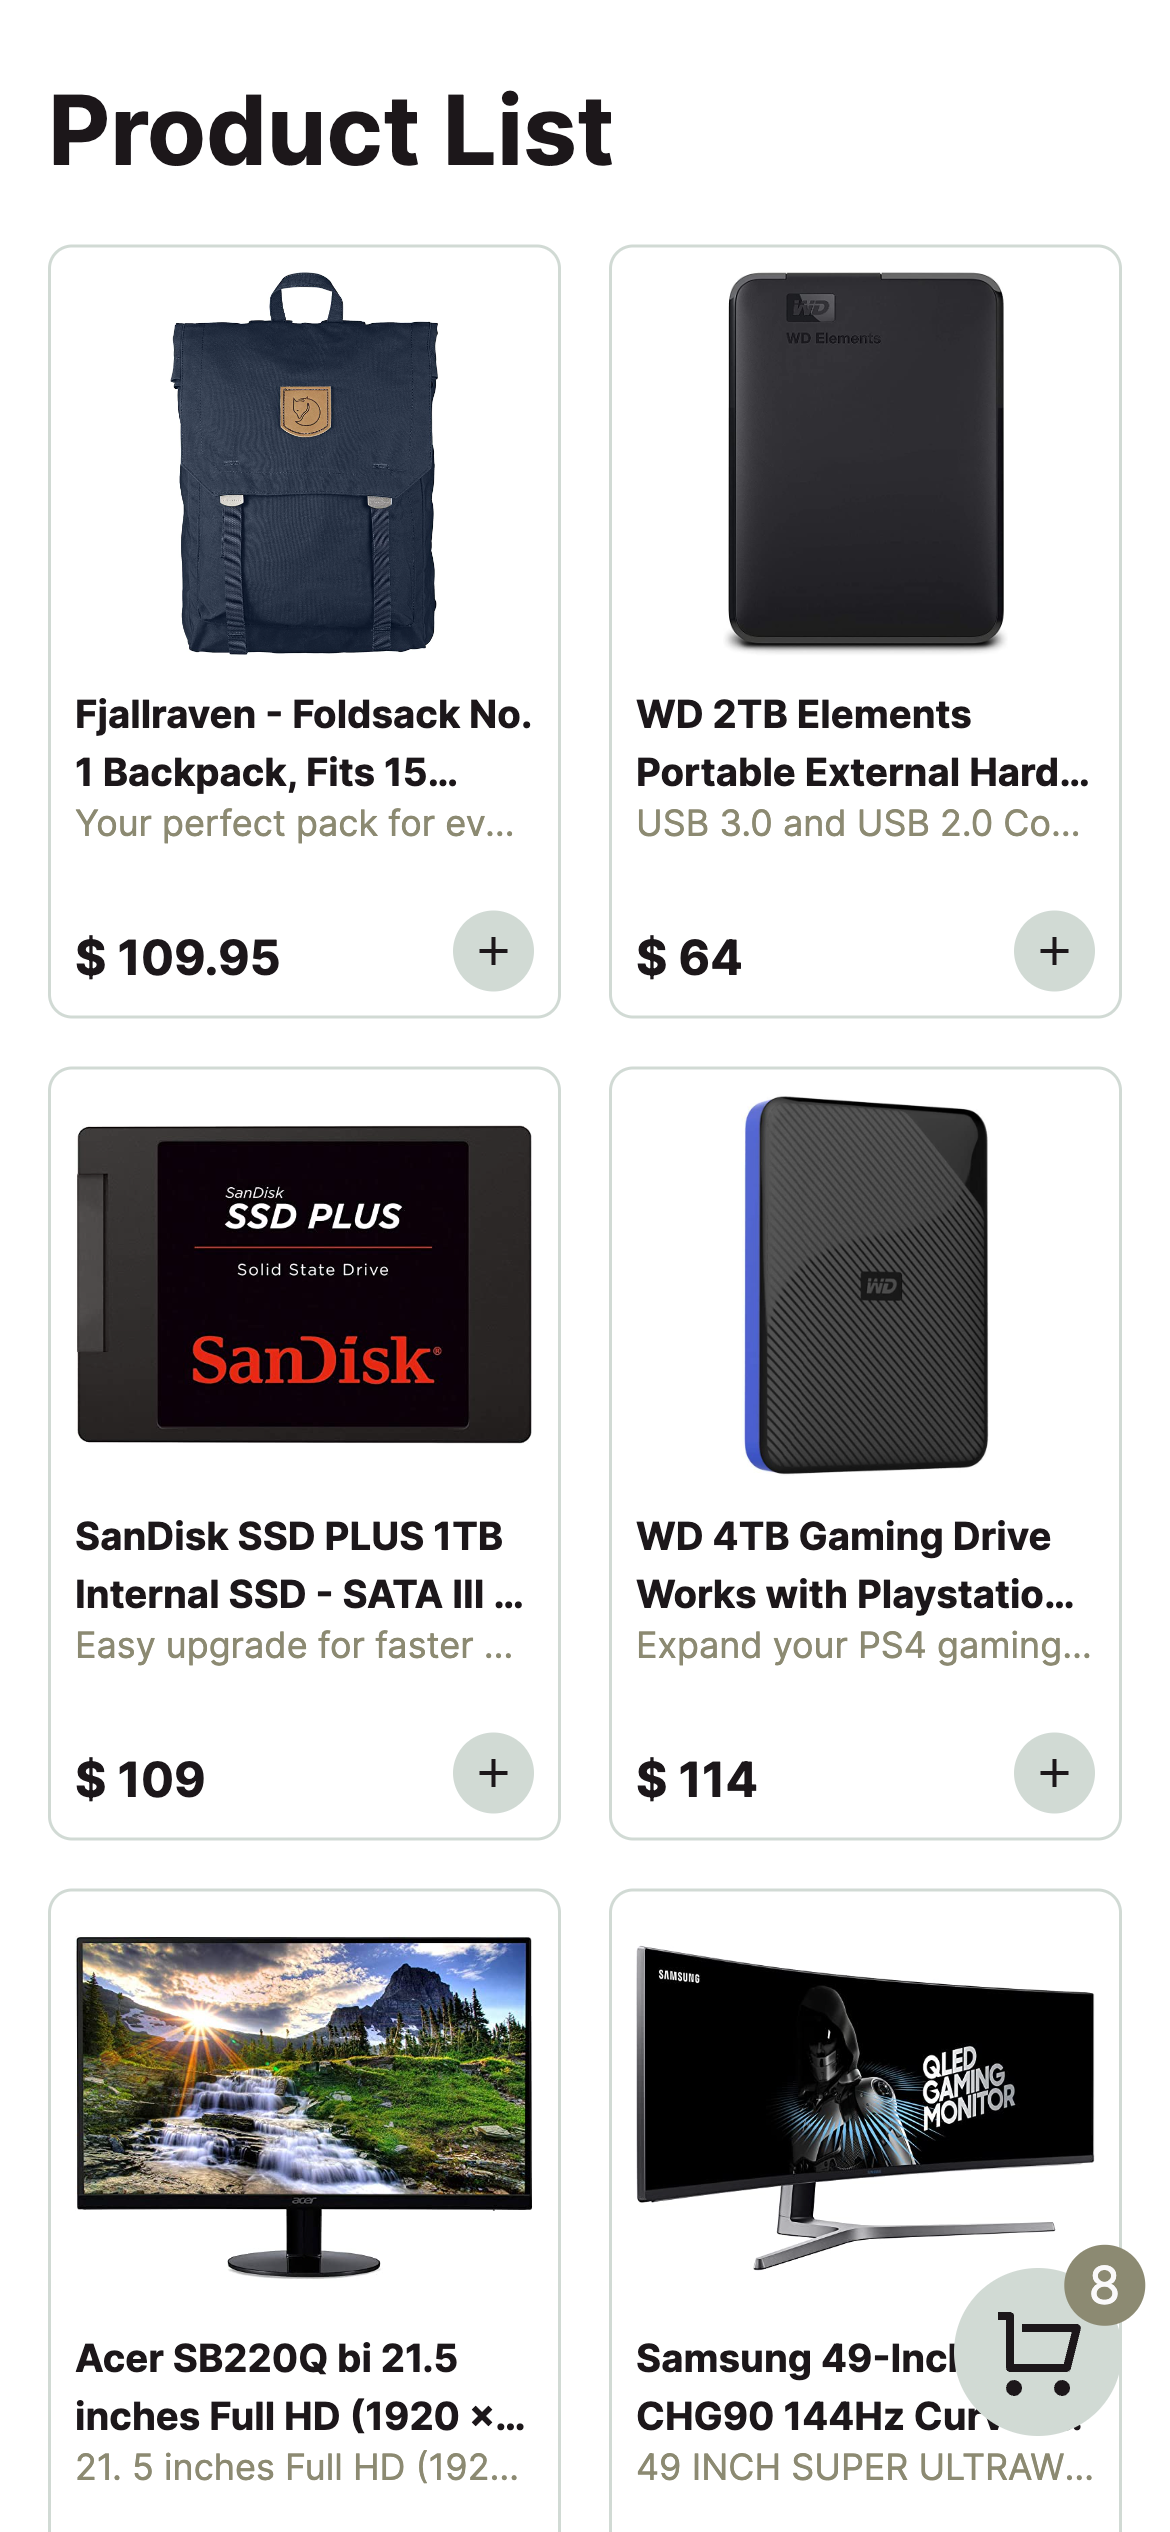 Product List
WD
WD Elements
Fjallraven - Foldsack No.
1 Backpack, Fits 15...
Your perfect pack for ev...
$ 109.95
+
WD 2TB Elements
Portable External Hard...
USB 3.0 and USB 2.0 Co...
$ 64
+
SanDisk
SSD PLUS
Solid State Drive
SanDisk®
WD
SanDisk SSD PLUS 1TB
Internal SSD - SATA III ...
Easy upgrade for faster ...
$ 109
+
WD 4TB Gaming Drive
Works with Playstatio...
Expand your PS4 gaming...
$ 114
+
acer
SAMSUNG
QLED
GAMING
MONITOR
Acer SB220Q bi 21.5
inches Full HD (1920 ×...
21. 5 inches Full HD (192...
8
Samsung 49-Inc
CHG90 144Hz Cur
49 INCH SUPER ULTRAW...